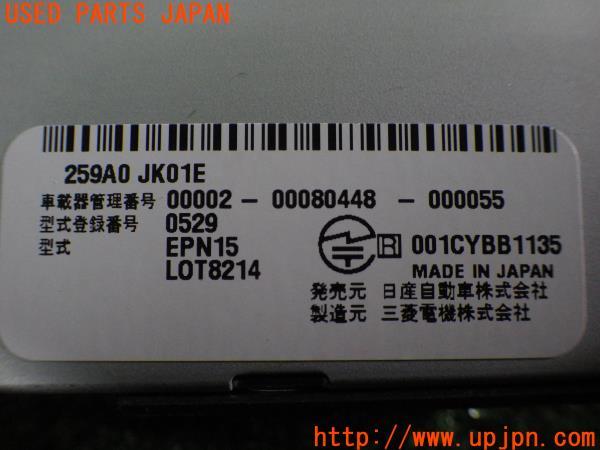 USED PARTS JAPAN
259A0 JK01E
車載器管理番号 00002-00080448-000055
型式登録番号 0529
型式 EPN15
LOT8214
R 001CYBB1135
MADE IN JAPAN
発売元 日産自動車株式会社
製造元 三菱電機株式会社
http://www.upjpn.com/